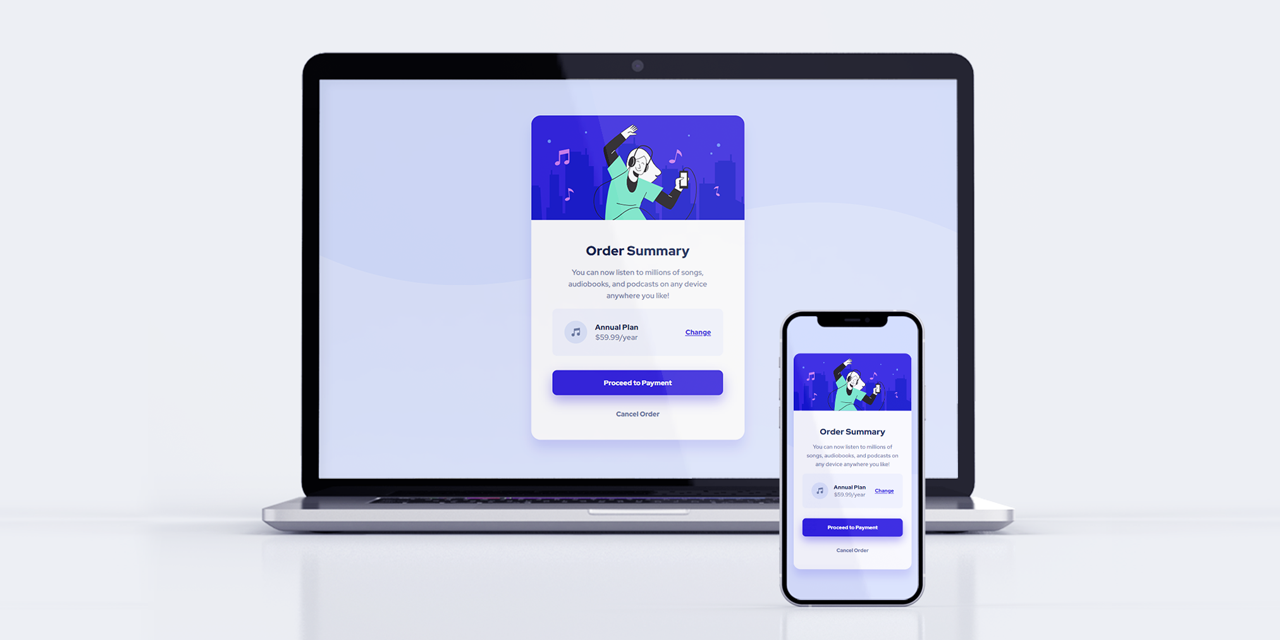 Order Summary
You can now listen to millions of songs,
audiobooks, and podcasts on any device
anywhere you like!
Annual Plan
$59.99/year
Change
Proceed to Payment
Cancel Order
Order Summary
You can now listen to millions of
songs, audiobooks, and podcasts on
any device anywhere you like!
Annual Plan
$59.99/year
Change
Proceed to Payment
Cancel Order